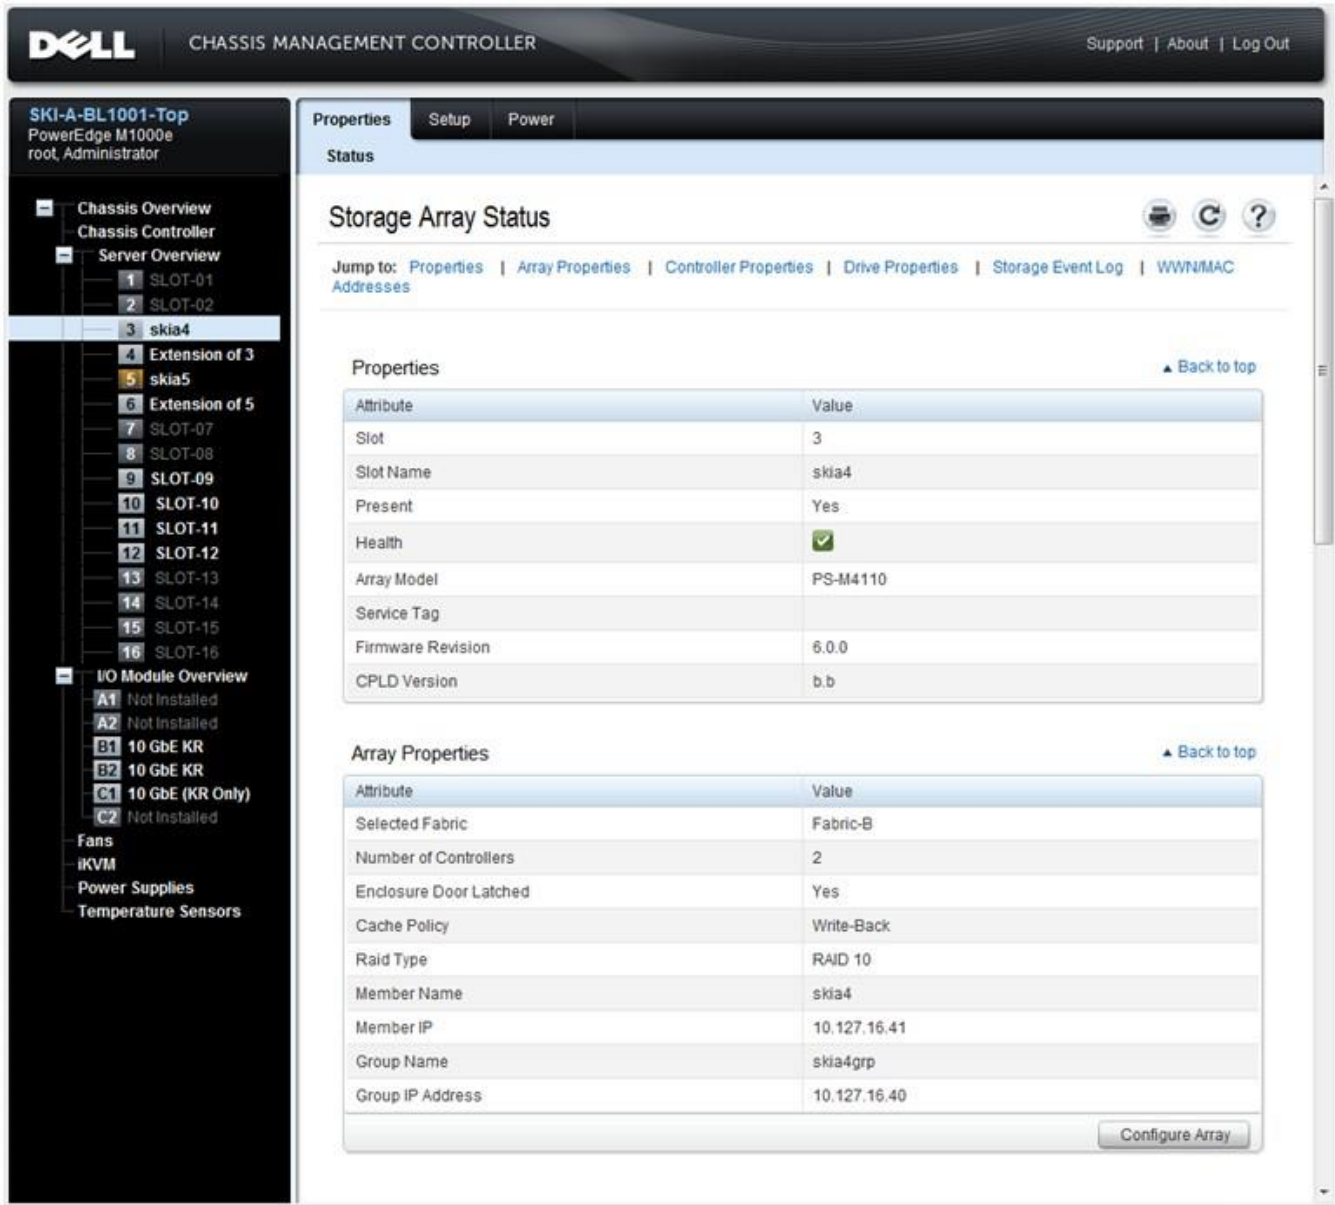 DELL CHASSIS MANAGEMENT CONTROLLER Support | About | Log Out
SKI-A-BL1001-Top
PowerEdge M1000e
root, Administrator
Chassis Overview
Chassis Controller
Server Overview
1 SLOT-01
2 SLOT-02
3 skia4
4 Extension of 3
5 skia5
6 Extension of 5
7 SLOT-07
8 SLOT-08
9 SLOT-09
10 SLOT-10
11 SLOT-11
12 SLOT-12
13 SLOT-13
14 SLOT-14
15 SLOT-15
16 SLOT-16
I/O Module Overview
A1 Not Installed
A2 Not Installed
B1 10 GbE KR
B2 10 GbE KR
C1 10 GbE (KR Only)
C2 Not Installed
Fans
iKVM
Power Supplies
Temperature Sensors
Properties Setup Power
Status
Storage Array Status
Jump to: Properties | Array Properties | Controller Properties | Drive Properties | Storage Event Log | WWN/MAC
Addresses
Properties Back to top
Attribute Value
Slot 3
Slot Name skia4
Present Yes
Health
Array Model PS-M4110
Service Tag
Firmware Revision 6.0.0
CPLD Version b.b
Array Properties Back to top
Attribute Value
Selected Fabric Fabric-B
Number of Controllers 2
Enclosure Door Latched Yes
Cache Policy Write-Back
Raid Type RAID 10
Member Name skia4
Member IP 10.127.16.41
Group Name skia4grp
Group IP Address 10.127.16.40
Configure Array